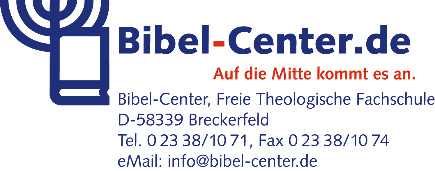 Bibel-Center.de
Auf die Mitte kommt es an.
Bibel-Center, Freie Theologische Fachschule
D-58339 Breckerfeld
Tel. 0 23 38/10 71, Fax 0 23 38/10 74
eMail: info@bibel-center.de